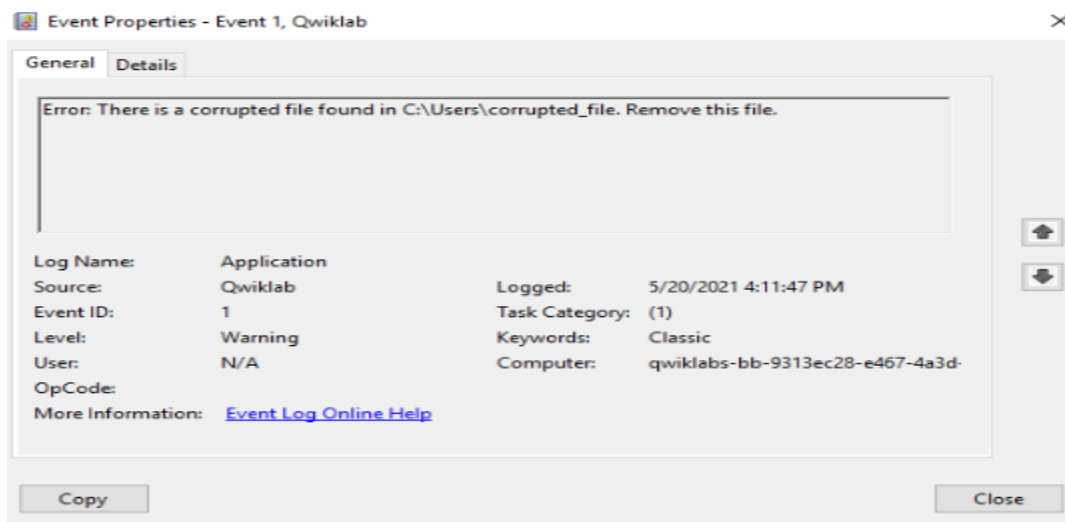 Event Properties - Event 1, Qwiklab
General Details
Error: There is a corrupted file found in C:\Users\corrupted_file. Remove this file.
Log Name: Application
Source: Qwiklab Logged: 5/20/2021 4:11:47 PM
Event ID: 1 Task Category: (1)
Level: Warning Keywords: Classic
User: N/A Computer: qwiklabs-bb-9313ec28-e467-4a3d-
OpCode:
More Information: Event Log Online Help
Copy Close